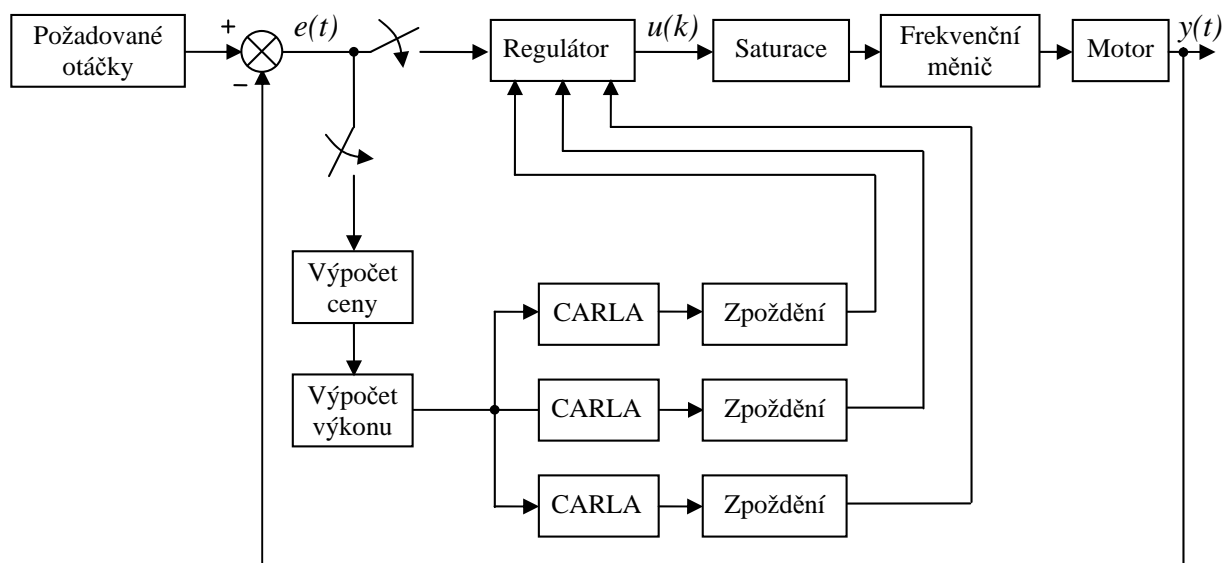 Požadované
otáčky
+
−
e(t)
Regulátor
u(k)
Saturace
Frekvenční
měnič
Motor
y(t)
Výpočet
ceny
Výpočet
výkonu
CARLA
Zpoždění
CARLA
Zpoždění
CARLA
Zpoždění